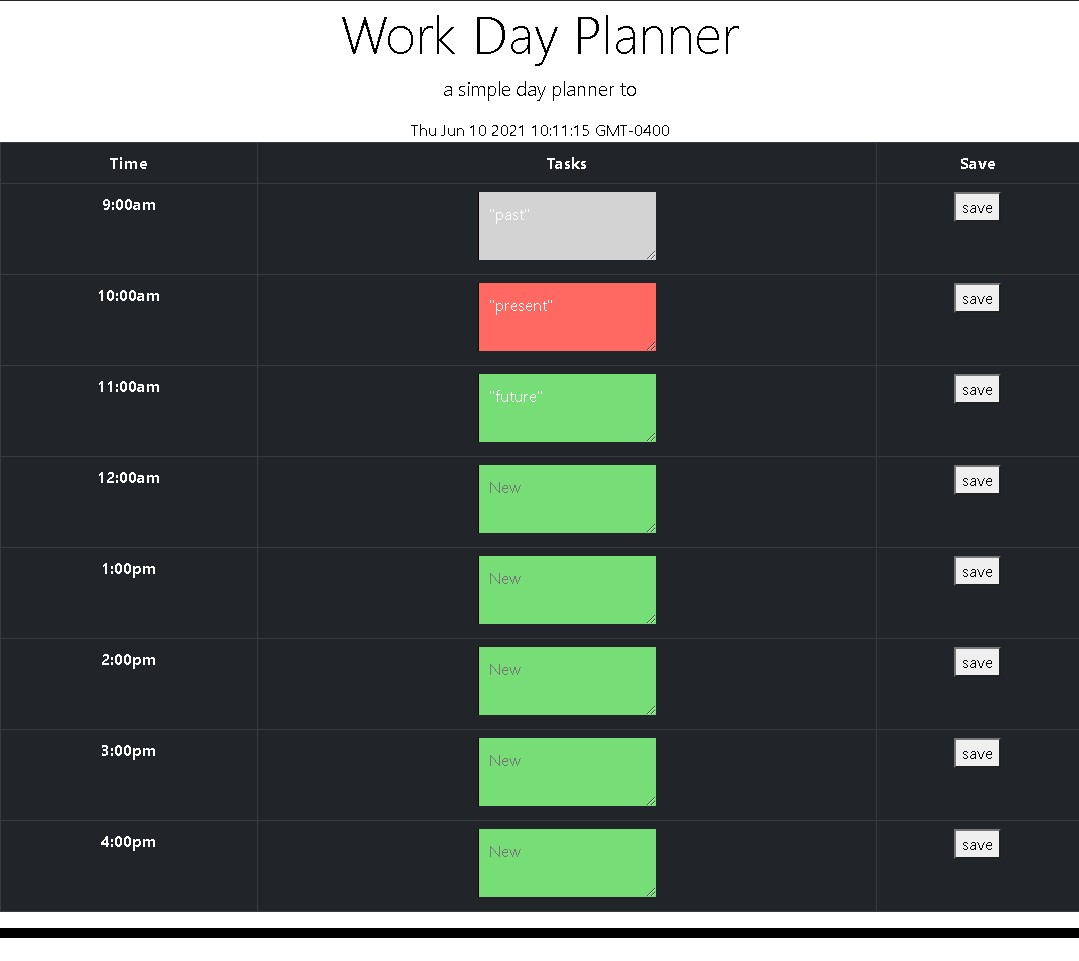 Work Day Planner
a simple day planner to
Thu Jun 10 2021 10:11:15 GMT-0400
Time Tasks Save
9:00am "past" save
10:00am "present" save
11:00am "future" save
12:00am New save
1:00pm New save
2:00pm New save
3:00pm New save
4:00pm New save